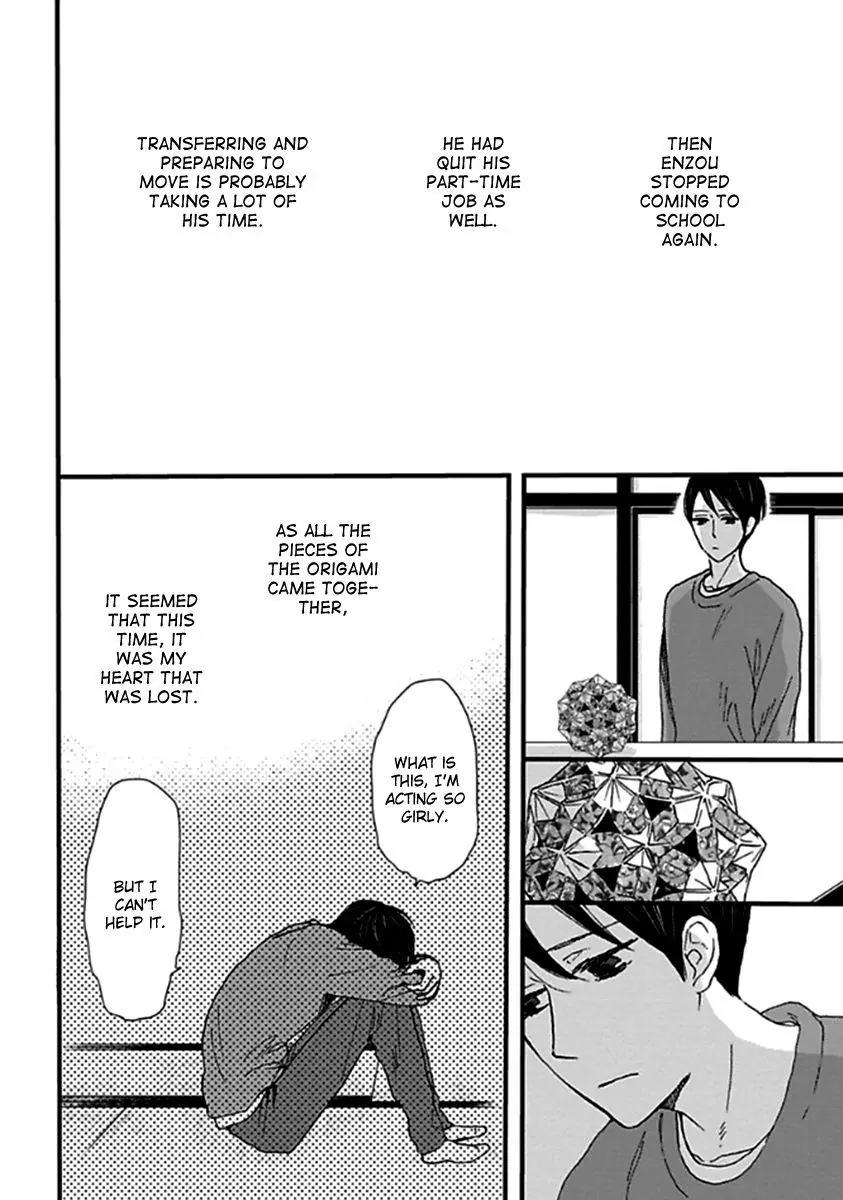 THEN
ENZOU
STOPPED
COMING TO
SCHOOL
AGAIN.
HE HAD
QUIT HIS
PART-TIME
JOB AS
WELL.
TRANSFERRING AND
PREPARING TO
MOVE IS PROBABLY
TAKING A LOT OF
HIS TIME.
AS ALL THE
PIECES OF
THE ORIGAMI
CAME TOGE-
THER,
IT SEEMED
THAT THIS
TIME, IT
WAS MY
HEART THAT
WAS LOST.
WHAT IS
THIS, I'M
ACTING SO
GIRLY.
BUT I
CAN'T
HELP IT.